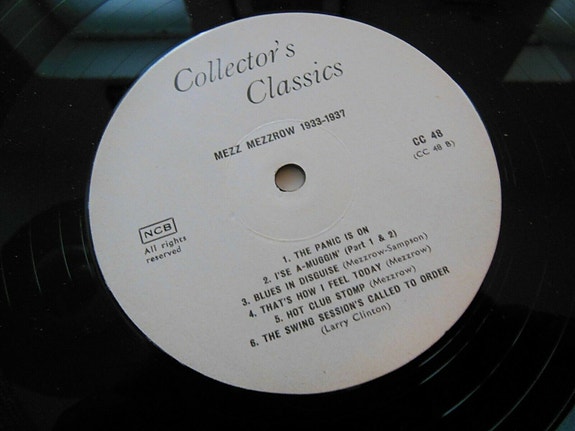 Collector's
Classics
MEZZ MEZZROW 1933-1937
CC 48
(CC 48 B)
NCB
All rights
reserved
1. THE PANIC IS ON
2. I'SE A-MUGGIN' (Part 1 & 2)
3. BLUES IN DISGUISE (Mezzrow-Sampson)
4. THAT'S HOW I FEEL TODAY (Mezzrow)
5. HOT CLUB STOMP (Mezzrow)
6. THE SWING SESSION'S CALLED TO ORDER
(Larry Clinton)